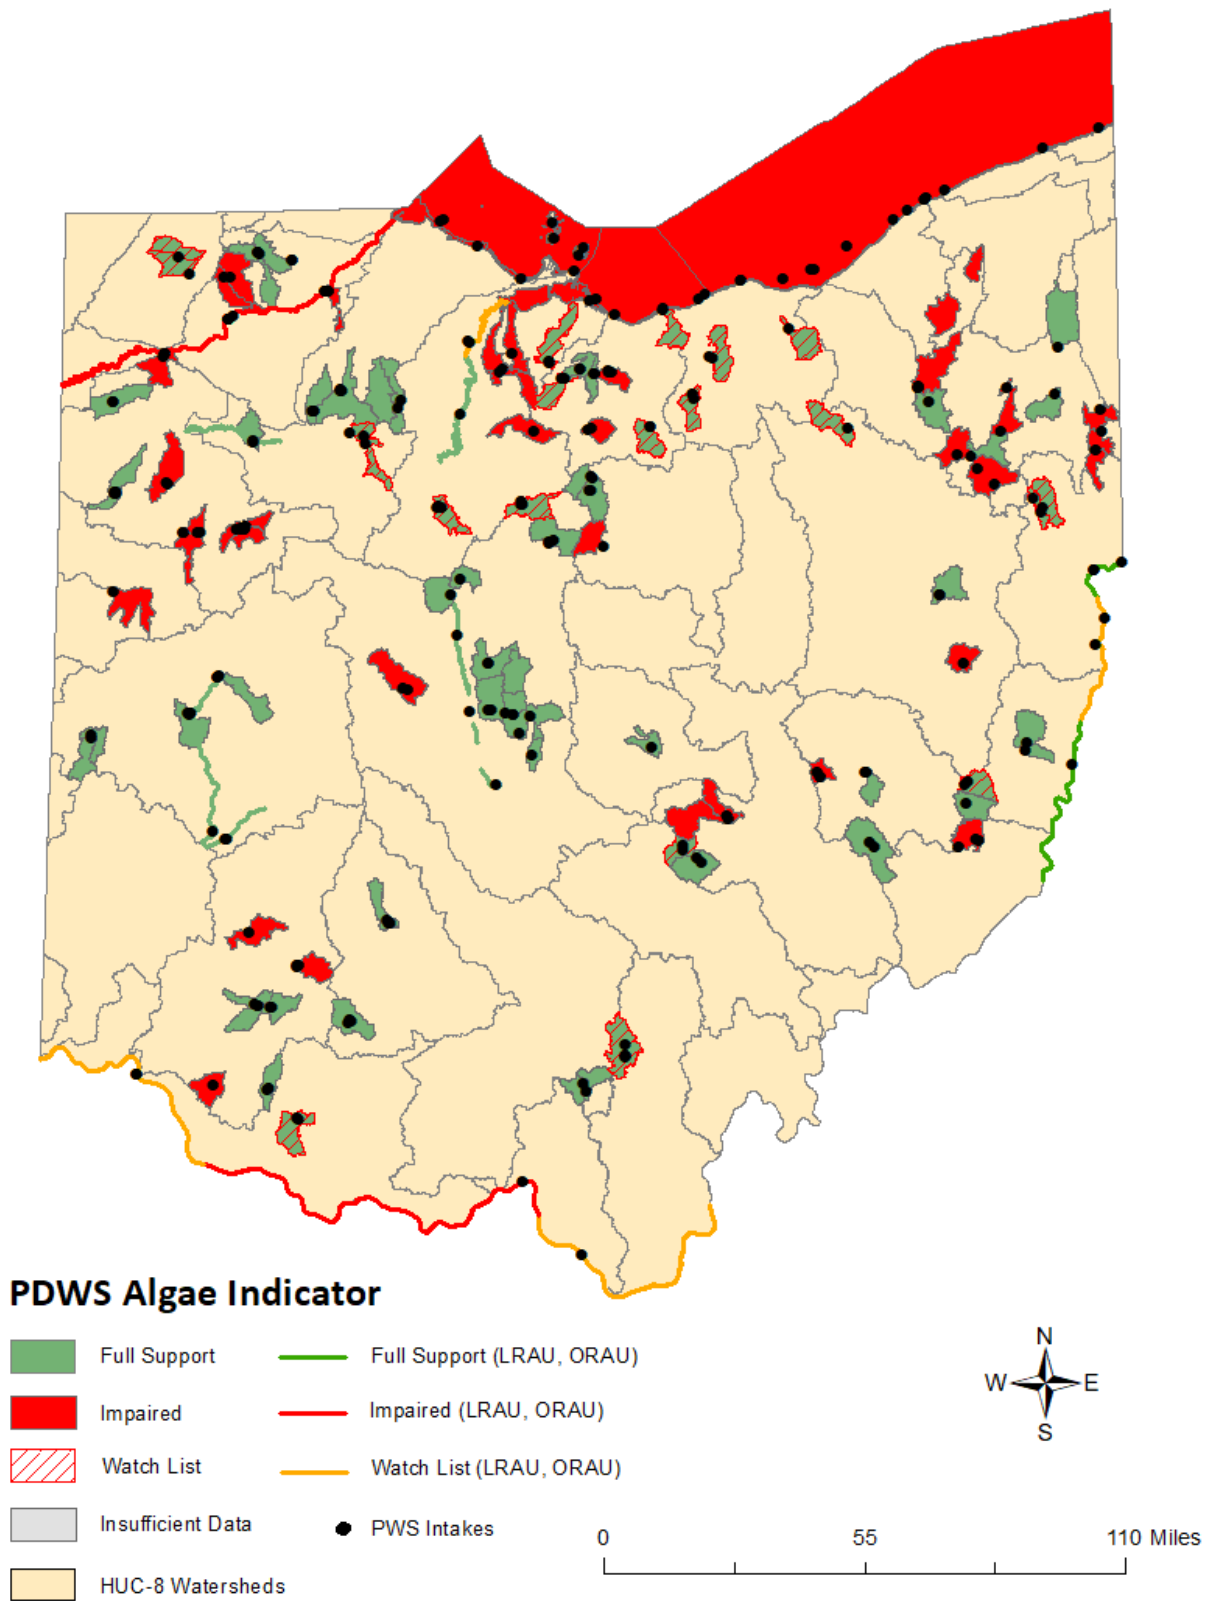 PDWS Algae Indicator
Full Support
Full Support (LRAU, ORAU)
Impaired
Impaired (LRAU, ORAU)
Watch List
Watch List (LRAU, ORAU)
Insufficient Data
PWS Intakes
HUC-8 Watersheds
N
W E
S
0 55 110 Miles